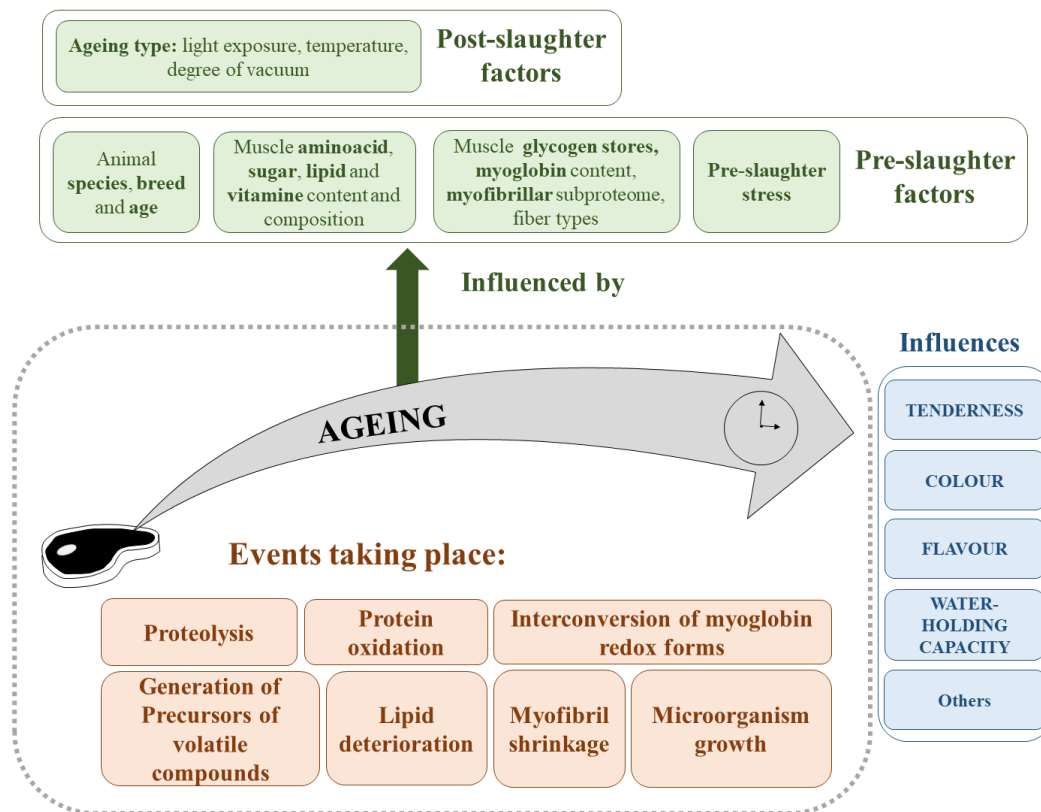 Ageing type: light exposure, temperature,
degree of vacuum
Post-slaughter
factors
Animal
species, breed
and age
Muscle aminoacid,
sugar, lipid and
vitamine content and
composition
Muscle glycogen stores,
myoglobin content,
myofibrillar subproteome,
fiber types
Pre-slaughter
stress
Pre-slaughter
factors
Influenced by
AGEING
Influences
TENDERNESS
COLOUR
FLAVOUR
WATER-
HOLDING
CAPACITY
Others
Events taking place:
Proteolysis
Protein
oxidation
Interconversion of myoglobin
redox forms
Generation of
Precursors of
volatile
compounds
Lipid
deterioration
Myofibril
shrinkage
Microorganism
growth